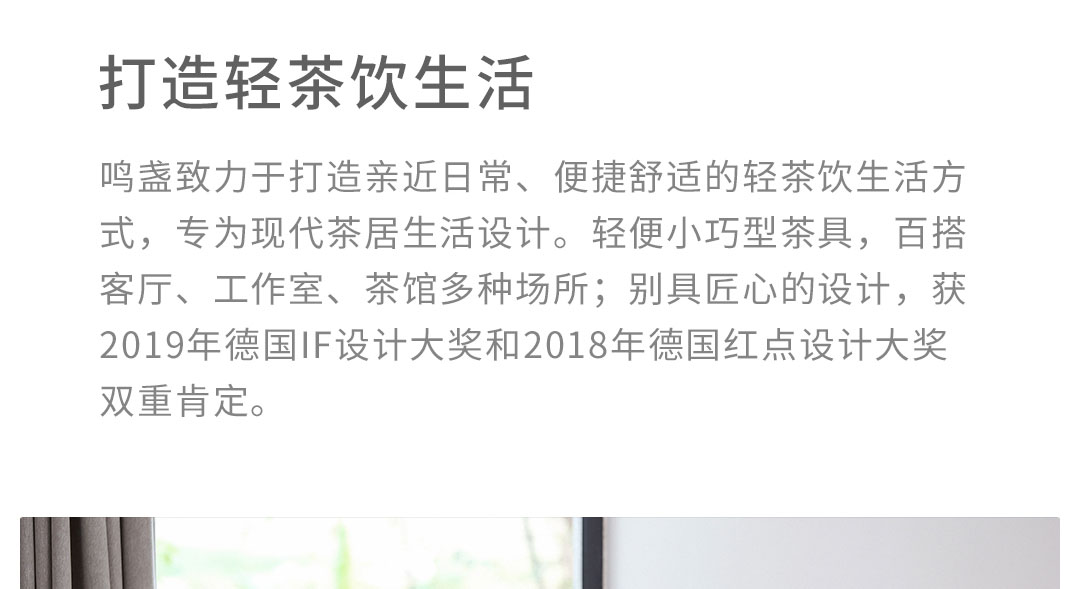 打造轻茶饮生活
鸣盏致力于打造亲近日常、便捷舒适的轻茶饮生活方
式，专为现代茶居生活设计。轻便小巧型茶具，百搭
客厅、工作室、茶馆多种场所；别具匠心的设计，获
2019年德国IF设计大奖和2018年德国红点设计大奖
双重肯定。